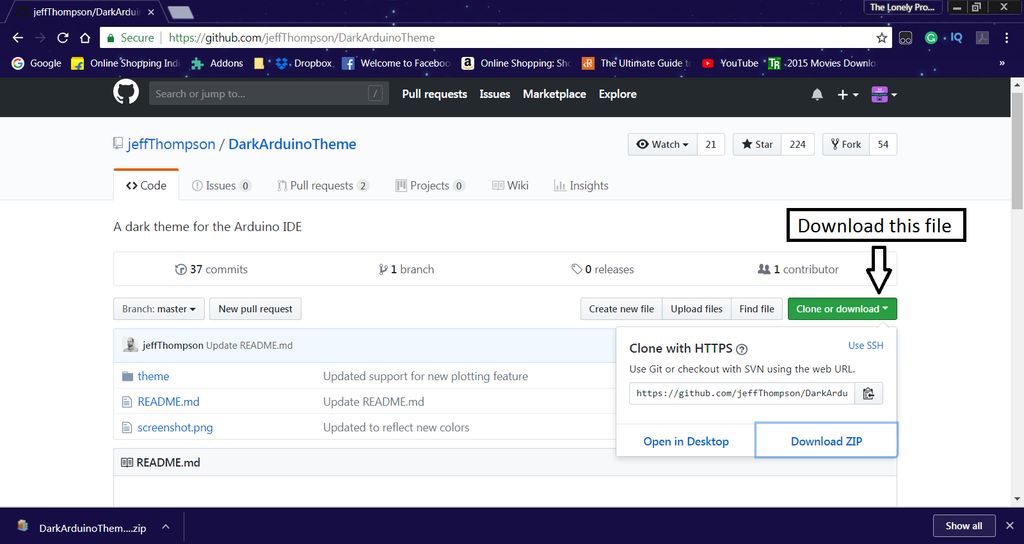 jeffThompson/DarkArdui
The Lonely Pro...
Secure https://github.com/jeffThompson/DarkArduinoTheme
IQ
Google Online Shopping Indi Addons Dropbox Welcome to Faceboo Online Shopping: Sho The Ultimate Guide to YouTube 2015 Movies Downlo »
Search or jump to... / Pull requests Issues Marketplace Explore
jeffThompson / DarkArduinoTheme Watch 21 Star 224 Fork 54
Code Issues 0 Pull requests 2 Projects 0 Wiki Insights
A dark theme for the Arduino IDE
Download this file
37 commits 1 branch 0 releases 1 contributor
Branch: master New pull request Create new file Upload files Find file Clone or download
jeffThompson Update README.md
Clone with HTTPS Use SSH
Use Git or checkout with SVN using the web URL.
theme Updated support for new plotting feature
https://github.com/jeffThompson/DarkArdu
README.md Update README.md
screenshot.png Updated to reflect new colors
Open in Desktop Download ZIP
README.md
DarkArduinoThem....zip Show all